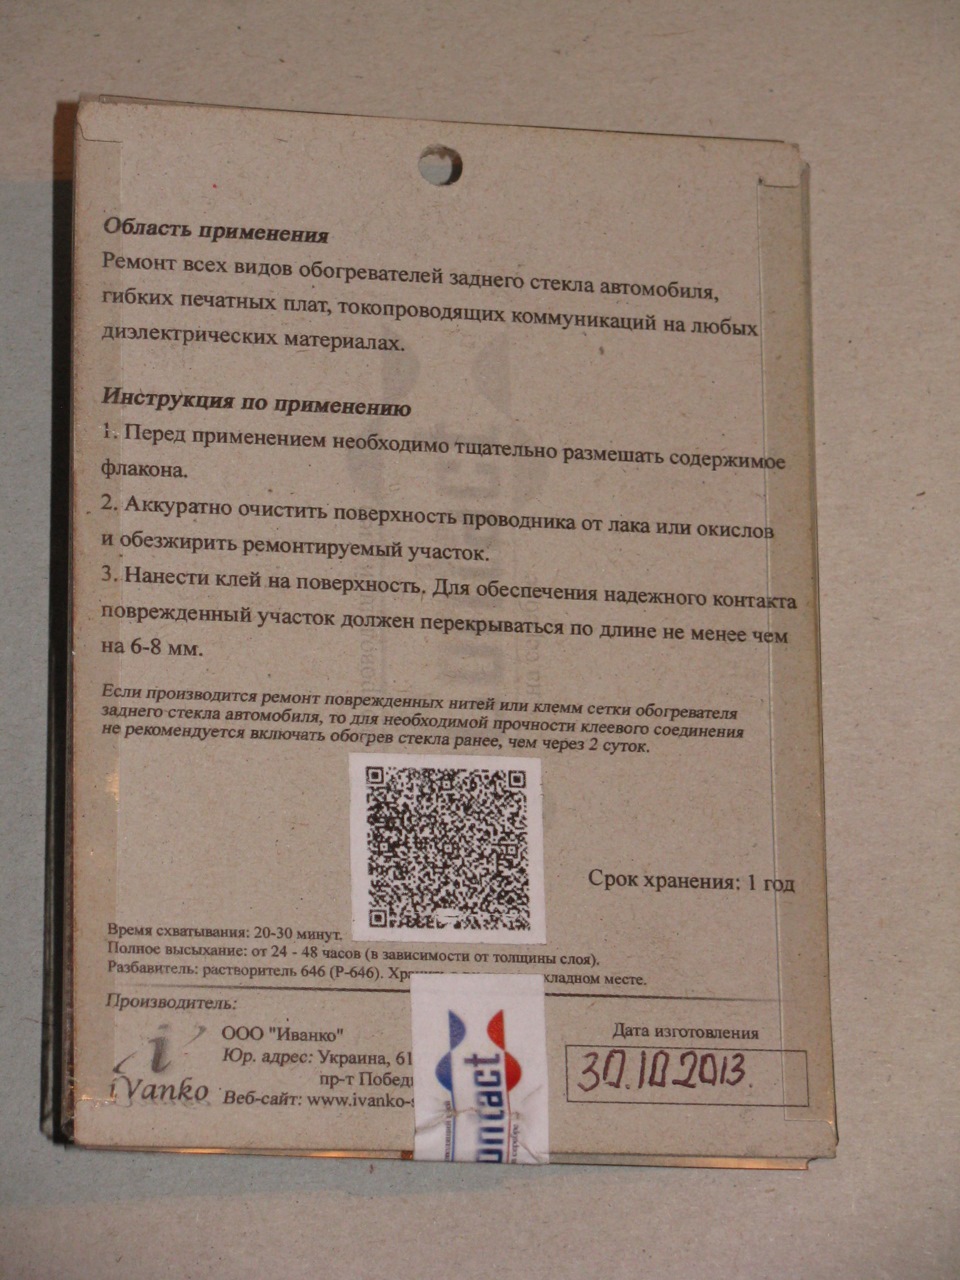 Область применения
Ремонт всех видов обогревателей заднего стекла автомобиля,
гибких печатных плат, токопроводящих коммуникаций на любых
диэлектрических материалах.
Инструкция по применению
1. Перед применением необходимо тщательно размешать содержимое
флакона.
2. Аккуратно очистить поверхность проводника от лака или окислов
и обезжирить ремонтируемый участок.
3. Нанести клей на поверхность. Для обеспечения надежного контакта
поврежденный участок должен перекрываться по длине не менее чем
на 6-8 мм.
Если производится ремонт поврежденных нитей или клемм сетки обогревателя
заднего стекла автомобиля, то для необходимой прочности клеевого соединения
не рекомендуется включать обогрев стекла ранее, чем через 2 суток.
Срок хранения: 1 год
Время схватывания: 20-30 минут.
Полное высыхание: от 24 - 48 часов (в зависимости от толщины слоя).
Разбавитель: растворитель 646 (Р-646). месте.
Производитель:
iVanko
ООО "Иванко"
Юр. адрес: Украина, 61
пр-т Победы
Веб-сайт: www.ivanko-
ontact
Дата изготовления
30.10.2013.